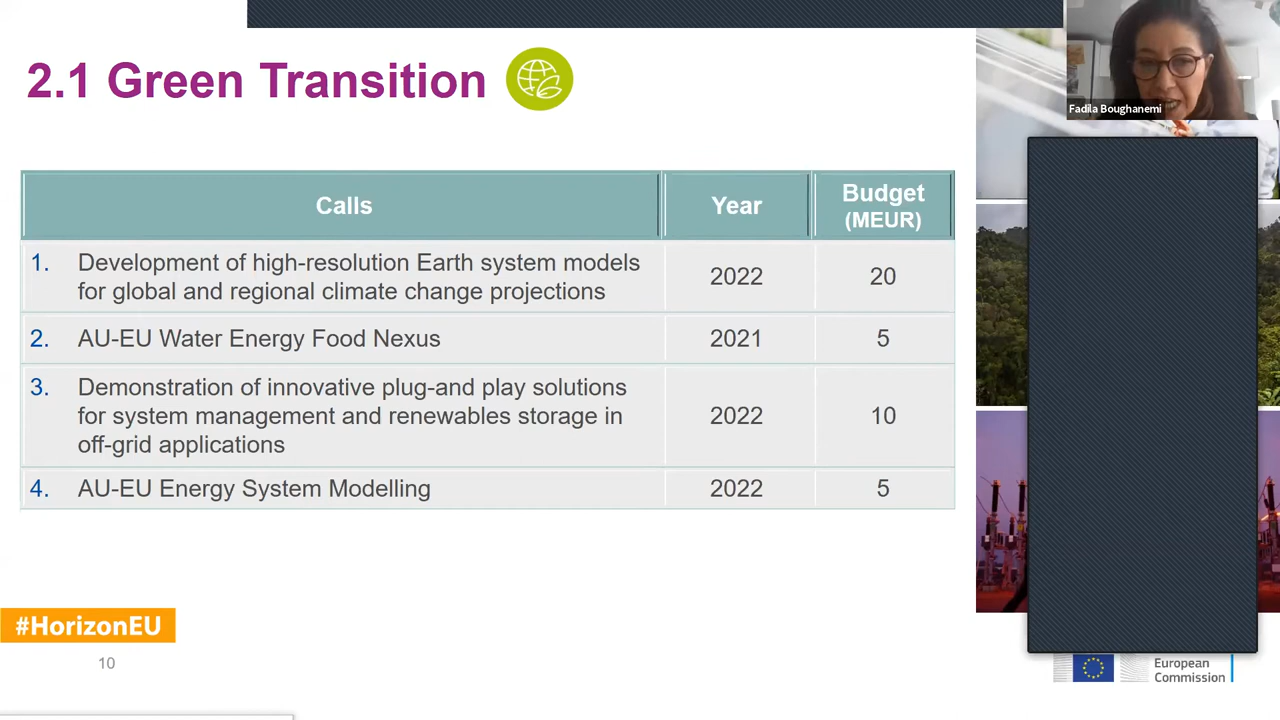 2.1 Green Transition
Fadila Boughanemi
Calls
Year
Budget
(MEUR)
1. Development of high-resolution Earth system models
for global and regional climate change projections
2022
20
2. AU-EU Water Energy Food Nexus
2021
5
3. Demonstration of innovative plug-and play solutions
for system management and renewables storage in
off-grid applications
2022
10
4. AU-EU Energy System Modelling
2022
5
#HorizonEU
10
European
Commission